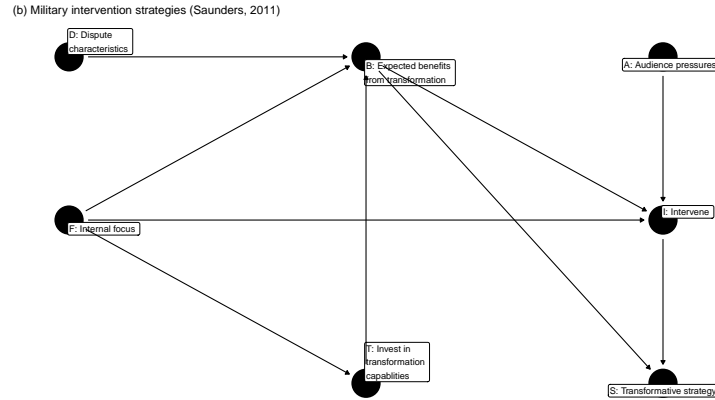 (b) Military intervention strategies (Saunders, 2011)
D: Dispute
characteristics
B: Expected benefits
from transformation
A: Audience pressures
F: Internal focus
I: Intervene
T: Invest in
transformation
capablities
S: Transformative strategy